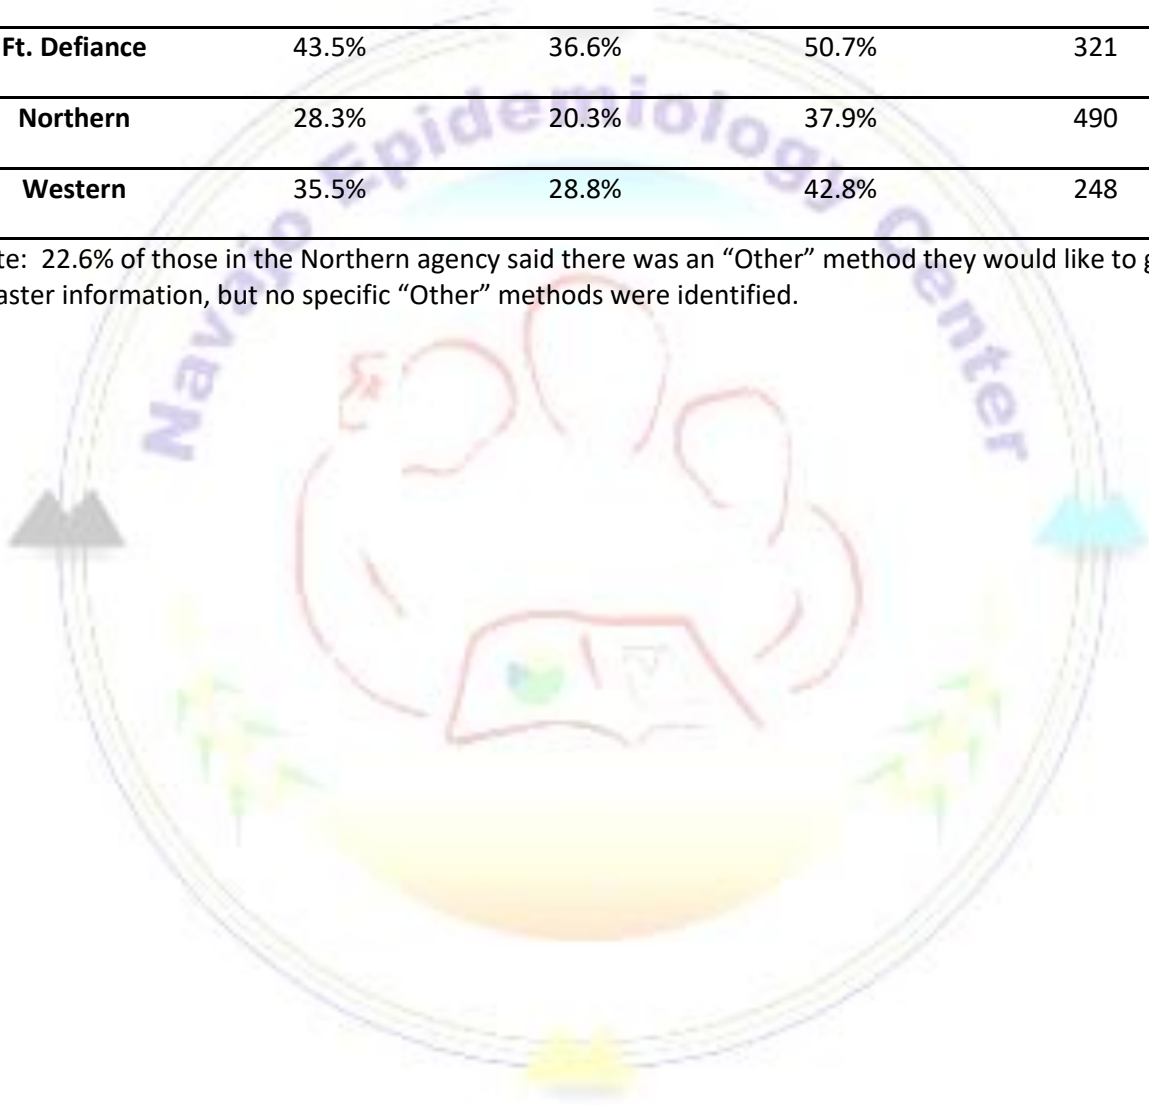 Ft. Defiance 43.5% 36.6% 50.7% 321
Northern 28.3% 20.3% 37.9% 490
Western 35.5% 28.8% 42.8% 248
te: 22.6% of those in the Northern agency said there was an “Other” method they would like to g
aster information, but no specific “Other” methods were identified.
Navajo Epidemiology Center